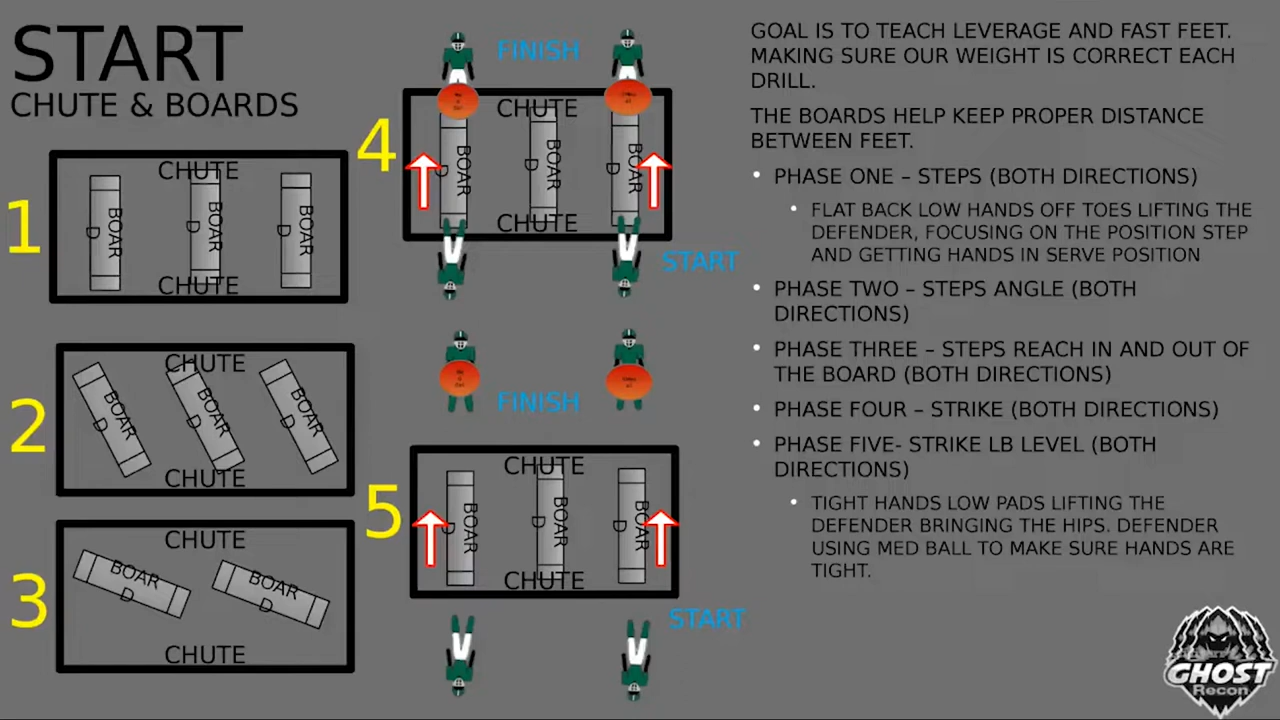 START
CHUTE & BOARDS
1
CHUTE
BOAR
D
BOAR
D
BOAR
D
CHUTE
2
CHUTE
BOAR
D
BOAR
D
BOAR
D
CHUTE
3
CHUTE
BOAR
D
BOAR
D
CHUTE
FINISH
4
CHUTE
BOAR
D
BOAR
D
BOAR
D
CHUTE
START
FINISH
5
CHUTE
BOAR
D
BOAR
D
BOAR
D
CHUTE
START
GOAL IS TO TEACH LEVERAGE AND FAST FEET.
MAKING SURE OUR WEIGHT IS CORRECT EACH
DRILL.
THE BOARDS HELP KEEP PROPER DISTANCE
BETWEEN FEET.
• PHASE ONE – STEPS (BOTH DIRECTIONS)
• FLAT BACK LOW HANDS OFF TOES LIFTING THE
DEFENDER, FOCUSING ON THE POSITION STEP
AND GETTING HANDS IN SERVE POSITION
• PHASE TWO – STEPS ANGLE (BOTH
DIRECTIONS)
• PHASE THREE – STEPS REACH IN AND OUT OF
THE BOARD (BOTH DIRECTIONS)
• PHASE FOUR – STRIKE (BOTH DIRECTIONS)
• PHASE FIVE- STRIKE LB LEVEL (BOTH
DIRECTIONS)
• TIGHT HANDS LOW PADS LIFTING THE
DEFENDER BRINGING THE HIPS. DEFENDER
USING MED BALL TO MAKE SURE HANDS ARE
TIGHT.
GHOST
Recon